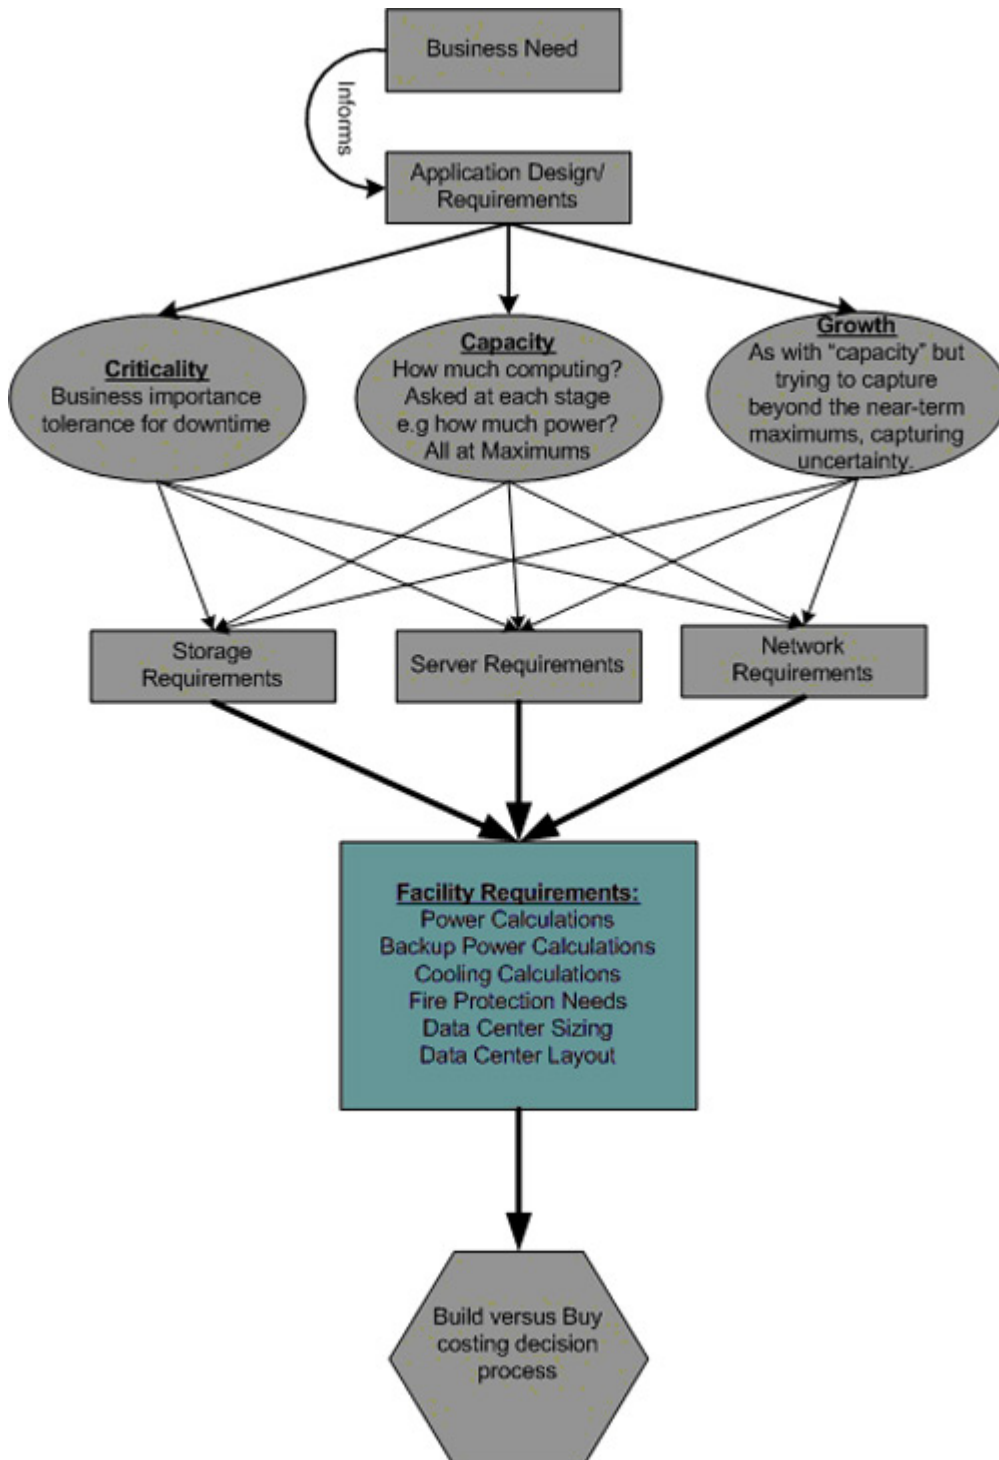 Business Need
Informs
Application Design/
Requirements
Criticality
Business importance
tolerance for downtime
Capacity
How much computing?
Asked at each stage
e.g how much power?
All at Maximums
Growth
As with “capacity” but
trying to capture
beyond the near-term
maximums, capturing
uncertainty.
Storage
Requirements
Server Requirements
Network
Requirements
Facility Requirements:
Power Calculations
Backup Power Calculations
Cooling Calculations
Fire Protection Needs
Data Center Sizing
Data Center Layout
Build versus Buy
costing decision
process